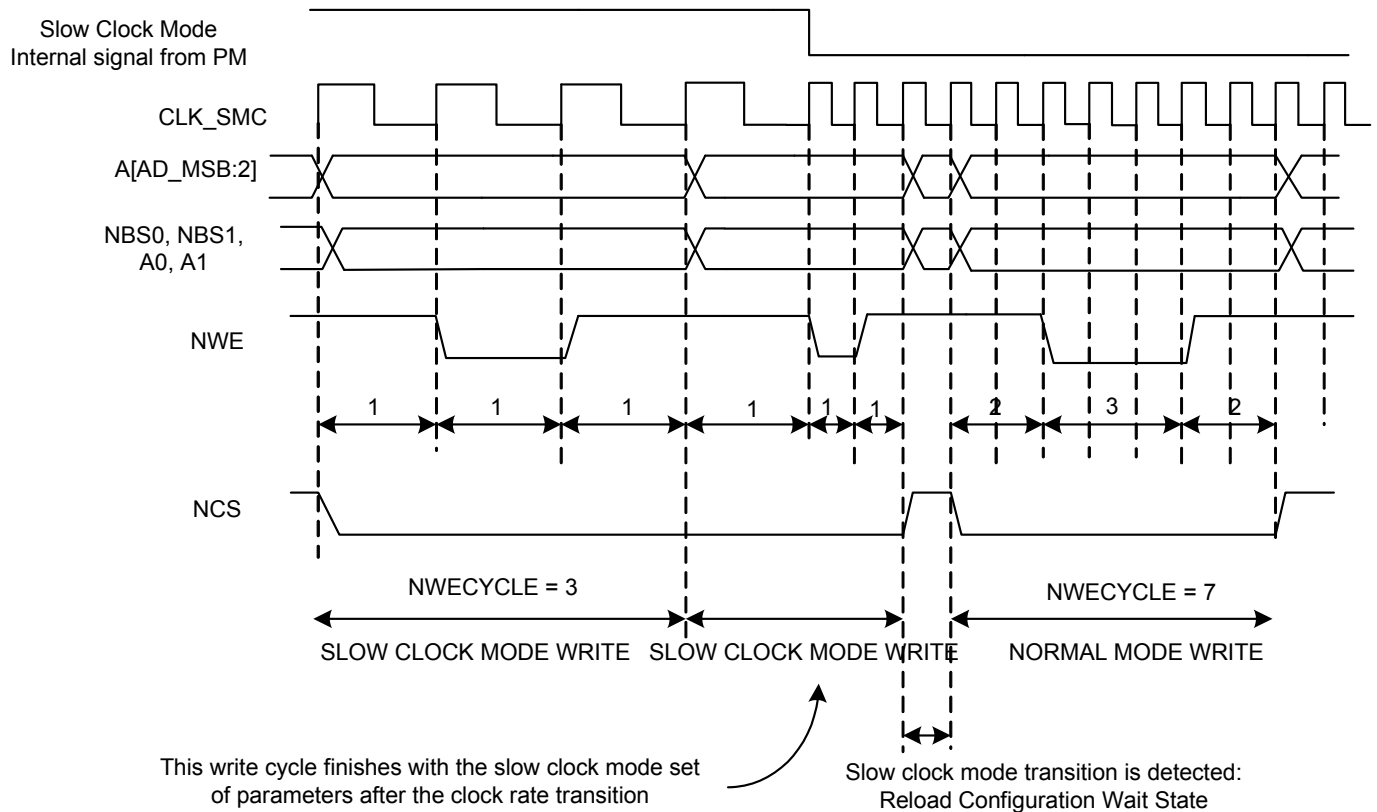 Slow Clock Mode
Internal signal from PM
CLK_SMC
A[AD_MSB:2]
NBS0, NBS1,
A0, A1
NWE
1 1 1 1 1 1 2 3 2
NCS
NWECYCLE = 3 NWECYCLE = 7
SLOW CLOCK MODE WRITE SLOW CLOCK MODE WRITE NORMAL MODE WRITE
This write cycle finishes with the slow clock mode set
of parameters after the clock rate transition
Slow clock mode transition is detected:
Reload Configuration Wait State